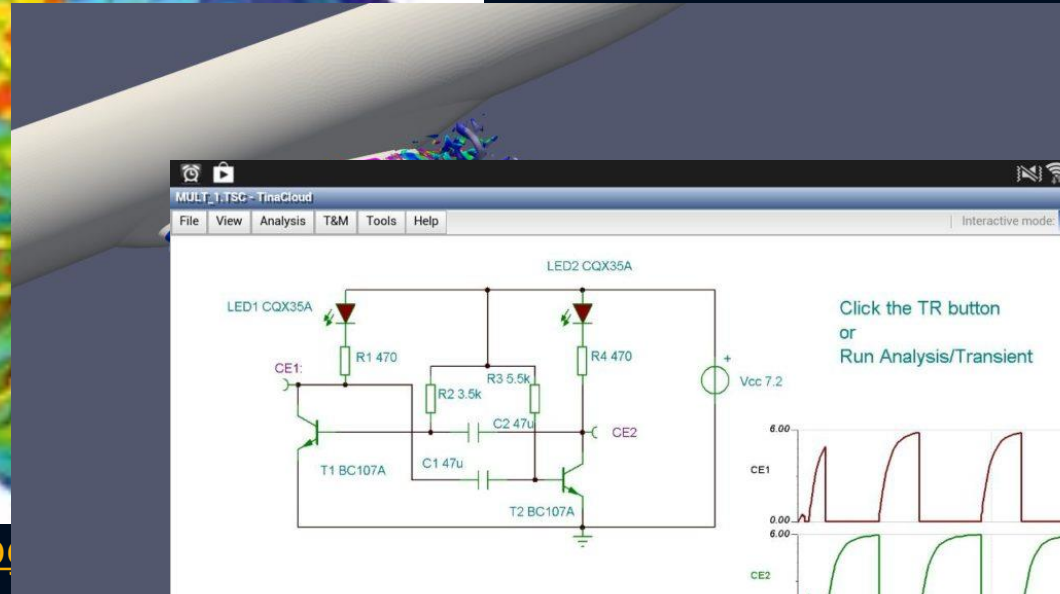 MULT_1.TSC - TinaCloud
File View Analysis T&M Tools Help Interactive mode:
LED2 CQX35A
LED1 CQX35A
Click the TR button
or
Run Analysis/Transient
R1 470
R4 470
CE1:
R3 5.5k
Vcc 7.2
R2 3.5k
+
C2 47u
CE2
6.00
C1 47u
T1 BC107A
CE1
T2 BC107A
0.00
6.00
CE2